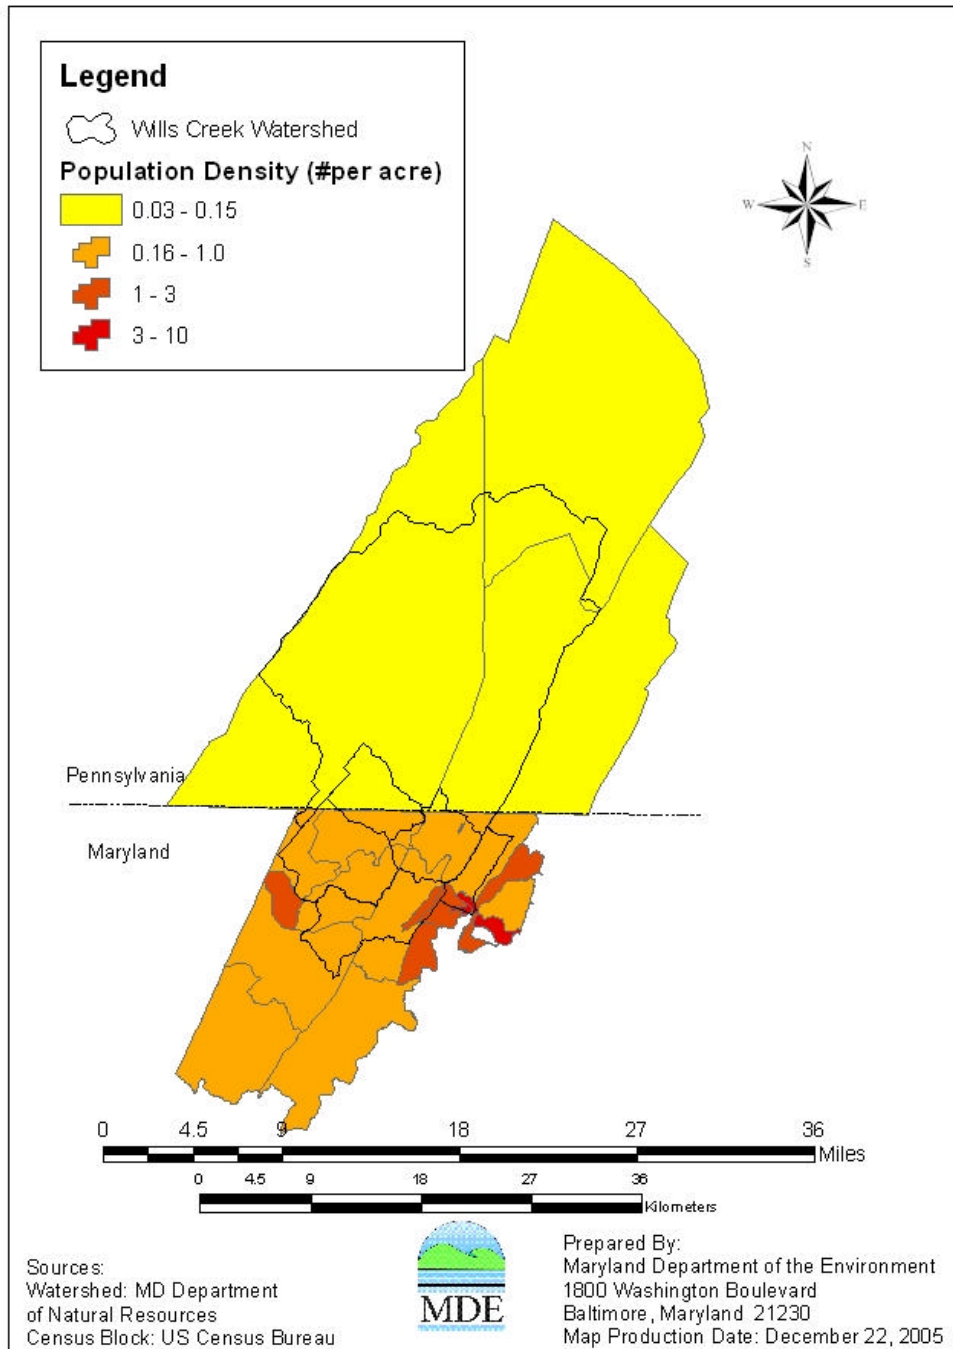 Legend
Wills Creek Watershed
Population Density (#per acre)
0.03 - 0.15
0.16 - 1.0
1 - 3
3 - 10
N
W E
S
Pennsylvania
Maryland
0 4.5 9 18 27 36
Miles
0 4.5 9 18 27 36
Kilometers
Sources:
Watershed: MD Department
of Natural Resources
Census Block: US Census Bureau
MDE
Prepared By:
Maryland Department of the Environment
1800 Washington Boulevard
Baltimore, Maryland 21230
Map Production Date: December 22, 2005